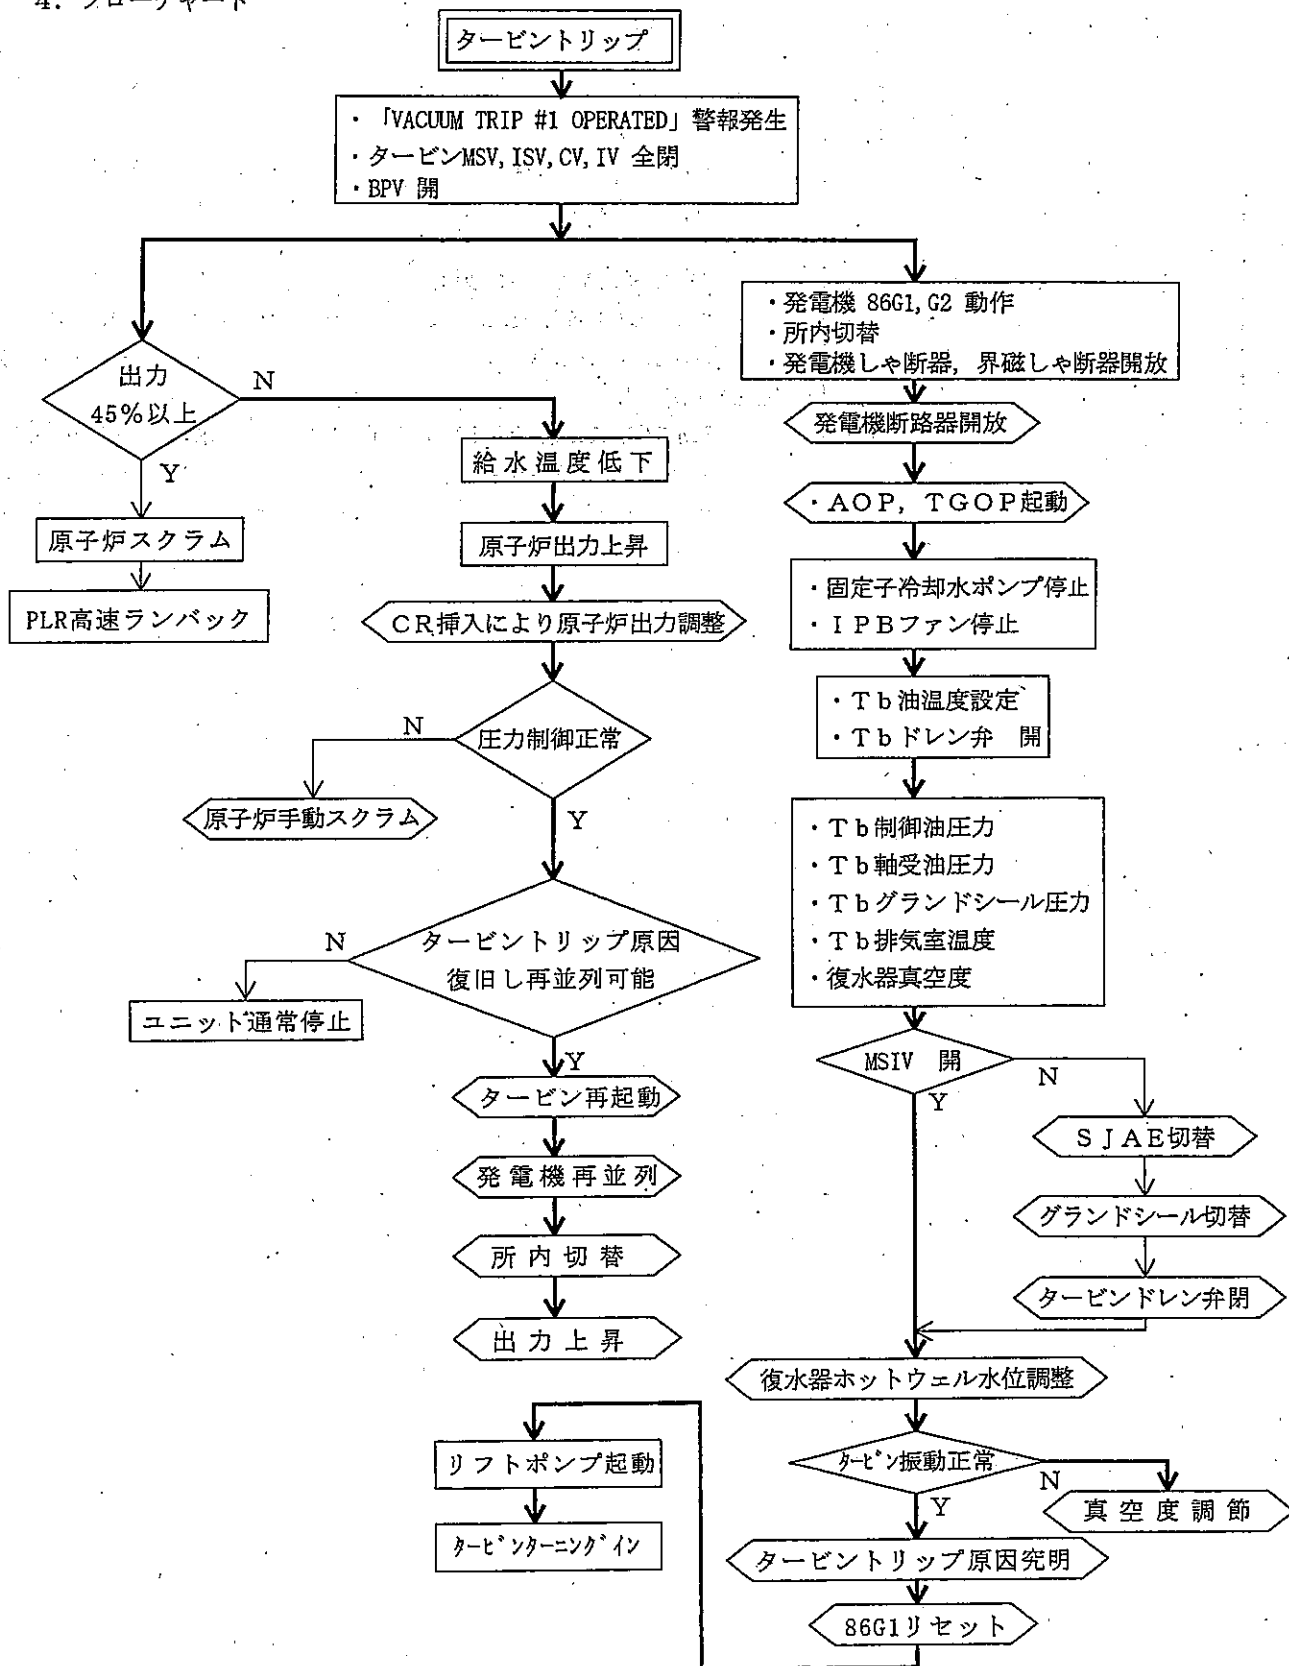 4. フローチャート
タービントリップ
・「VACUUM TRIP #1 OPERATED」警報発生
・タービンMSV, ISV, CV, IV 全閉
・BPV 開
出力
45%以上
N
Y
原子炉スクラム
PLR高速ランバック
給水温度低下
原子炉出力上昇
CR挿入により原子炉出力調整
圧力制御正常
N
Y
原子炉手動スクラム
タービントリップ原因
復旧し再並列可能
N
Y
ユニット通常停止
タービン再起動
発電機再並列
所内切替
出力上昇
・発電機 86G1, G2 動作
・所内切替
・発電機しゃ断器, 界磁しゃ断器開放
発電機断路器開放
・AOP, TGOP起動
・固定子冷却水ポンプ停止
・IPBファン停止
・Tb油温度設定
・Tbドレン弁 開
・Tb制御油圧力
・Tb軸受油圧力
・Tbグランドシール圧力
・Tb排気室温度
・復水器真空度
MSIV 開
N
Y
SJAE切替
グランドシール切替
タービンドレン弁閉
復水器ホットウェル水位調整
タービン振動正常
N
Y
真空度調節
タービントリップ原因究明
86G1リセット
リフトポンプ起動
タービンターニングイン